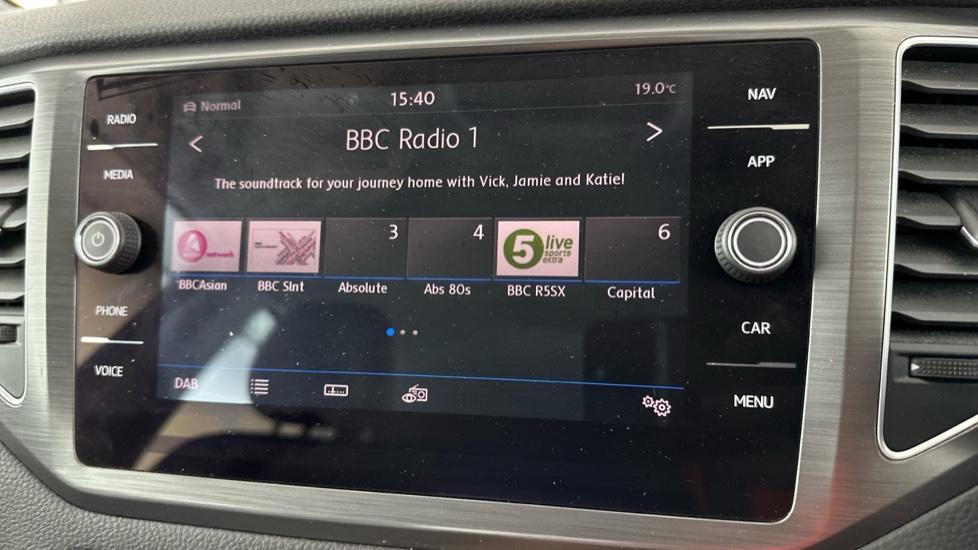 Normal 15:40 19.0°C
BBC Radio 1
The soundtrack for your journey home with Vick, Jamie and Katie!
network
3
4
5 live
sports
extra
6
BBCAsian BBC SInt Absolute Abs 80s BBC R5SX Capital
DAB
RADIO
MEDIA
PHONE
VOICE
NAV
APP
CAR
MENU